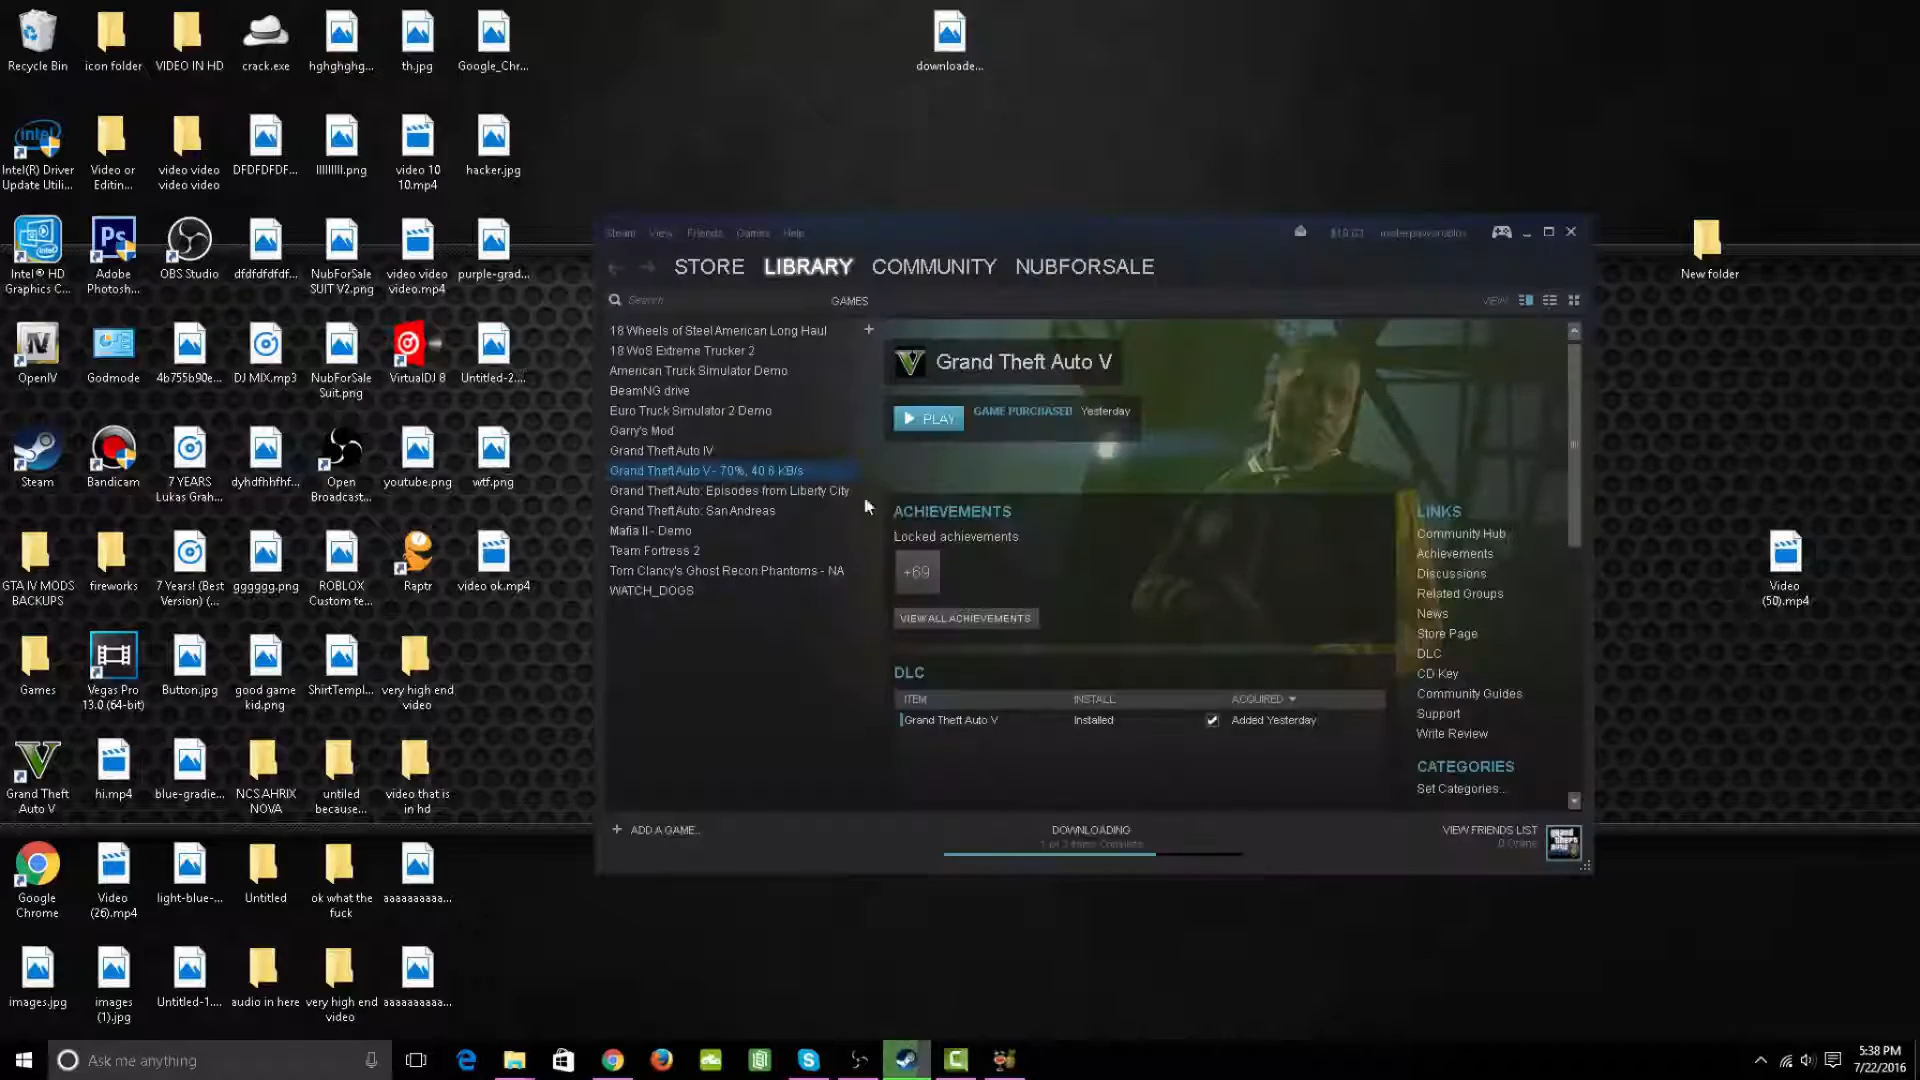 Recycle Bin
icon folder
VIDEO IN HD
crack.exe
hghghghg...
th.jpg
Google_Chr...
downloade...
Intel(R) Driver
Update Utili...
Video or
Editin...
video video
video video
DFDFDFDF...
llllllll.png
video 10
10.mp4
hacker.jpg
Intel® HD
Graphics C...
Adobe
Photosh...
OBS Studio
dfdfdfdfdf...
NubForSale
SUIT V2.png
video video
video.mp4
purple-grad...
New folder
OpenIV
Godmode
4b755b90e...
DJ MIX.mp3
NubForSale
Suit.png
VirtualDJ 8
Untitled-2....
Steam
Bandicam
7 YEARS
Lukas Grah...
dyhdfhhfhf...
Open
Broadcast...
youtube.png
wtf.png
GTA IV MODS
BACKUPS
fireworks
7 Years! (Best
Version) (...
gggggg.png
ROBLOX
Custom te...
Raptr
video ok.mp4
Video
(50).mp4
Games
Vegas Pro
13.0 (64-bit)
Button.jpg
good game
kid.png
ShirtTempl...
very high end
video
Grand Theft
Auto V
hi.mp4
blue-gradie...
NCS AHRIX
NOVA
untiled
because...
video that is
in hd
Google
Chrome
Video
(26).mp4
light-blue-...
Untitled
ok what the
fuck
aaaaaaaaa...
images.jpg
images
(1).jpg
Untitled-1....
audio in here
very high end
video
aaaaaaaaa...
Steam View Friends Games Help
STORE LIBRARY COMMUNITY NUBFORSALE
Search
GAMES
VIEW
18 Wheels of Steel American Long Haul
18 WoS Extreme Trucker 2
American Truck Simulator Demo
BeamNG drive
Euro Truck Simulator 2 Demo
Garry's Mod
Grand Theft Auto IV
Grand Theft Auto V - 70%, 40.6 KB/s
Grand Theft Auto: Episodes from Liberty City
Grand Theft Auto: San Andreas
Mafia II - Demo
Team Fortress 2
Tom Clancy's Ghost Recon Phantoms - NA
WATCH_DOGS
Grand Theft Auto V
PLAY
GAME PURCHASED Yesterday
ACHIEVEMENTS
Locked achievements
+69
VIEW ALL ACHIEVEMENTS
DLC
ITEM INSTALL ACQUIRED
Grand Theft Auto V Installed Added Yesterday
LINKS
Community Hub
Achievements
Discussions
Related Groups
News
Store Page
DLC
CD Key
Community Guides
Support
Write Review
CATEGORIES
Set Categories...
ADD A GAME...
DOWNLOADING
VIEW FRIENDS LIST
0 Online
Ask me anything
5:38 PM
7/22/2016